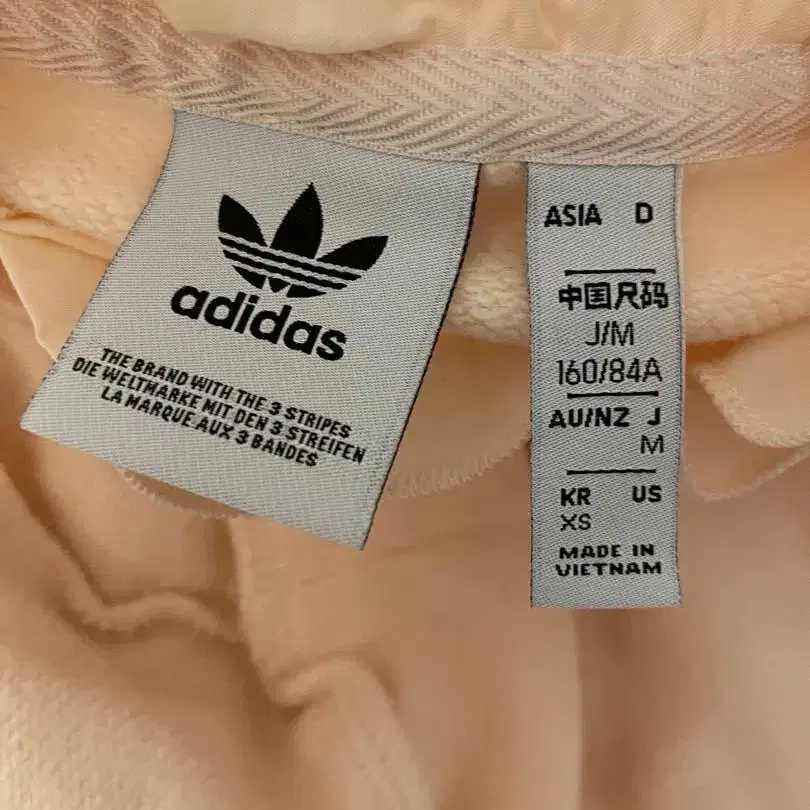 adidas
THE BRAND WITH THE 3 STRIPES
DIE WELTMARKE MIT DEN 3 STREIFEN
LA MARQUE AUX 3 BANDES
ASIA D
中国尺码
J/M
160/84A
AU/NZ J
M
KR US
XS
MADE IN
VIETNAM